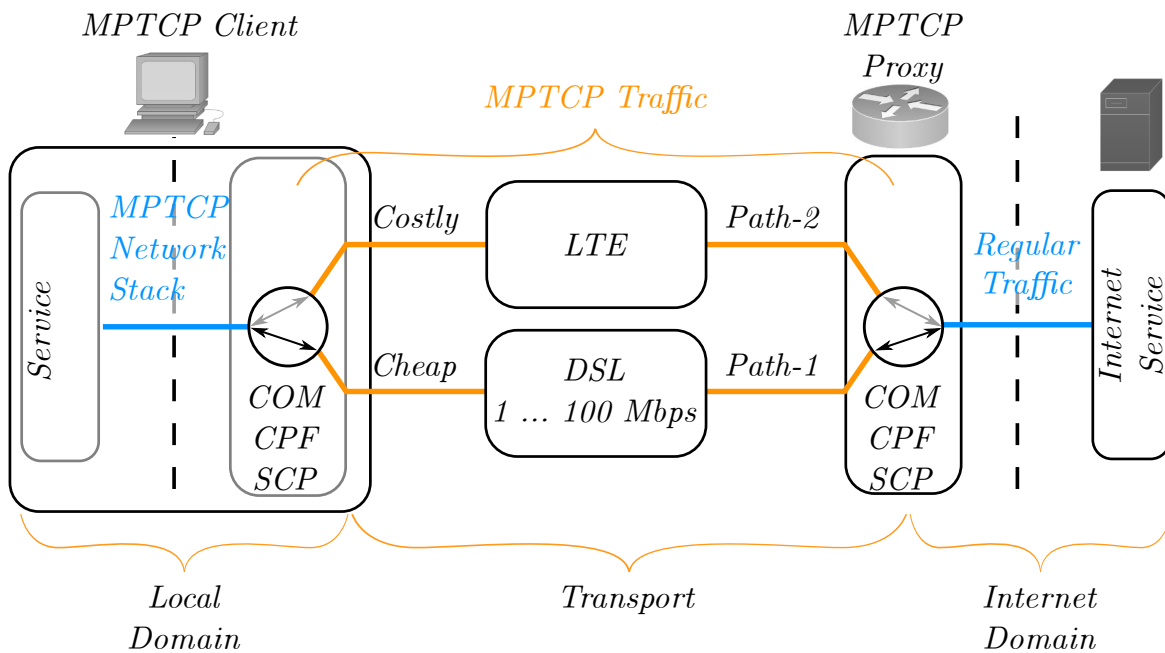 MPTCP Client
MPTCP
Proxy
MPTCP Traffic
MPTCP
Network
Stack
Service
Costly
LTE
Path-2
Regular
Traffic
Cheap
DSL
1 ... 100 Mbps
Path-1
Internet
Service
COM
CPF
SCP
COM
CPF
SCP
Local
Domain
Transport
Internet
Domain